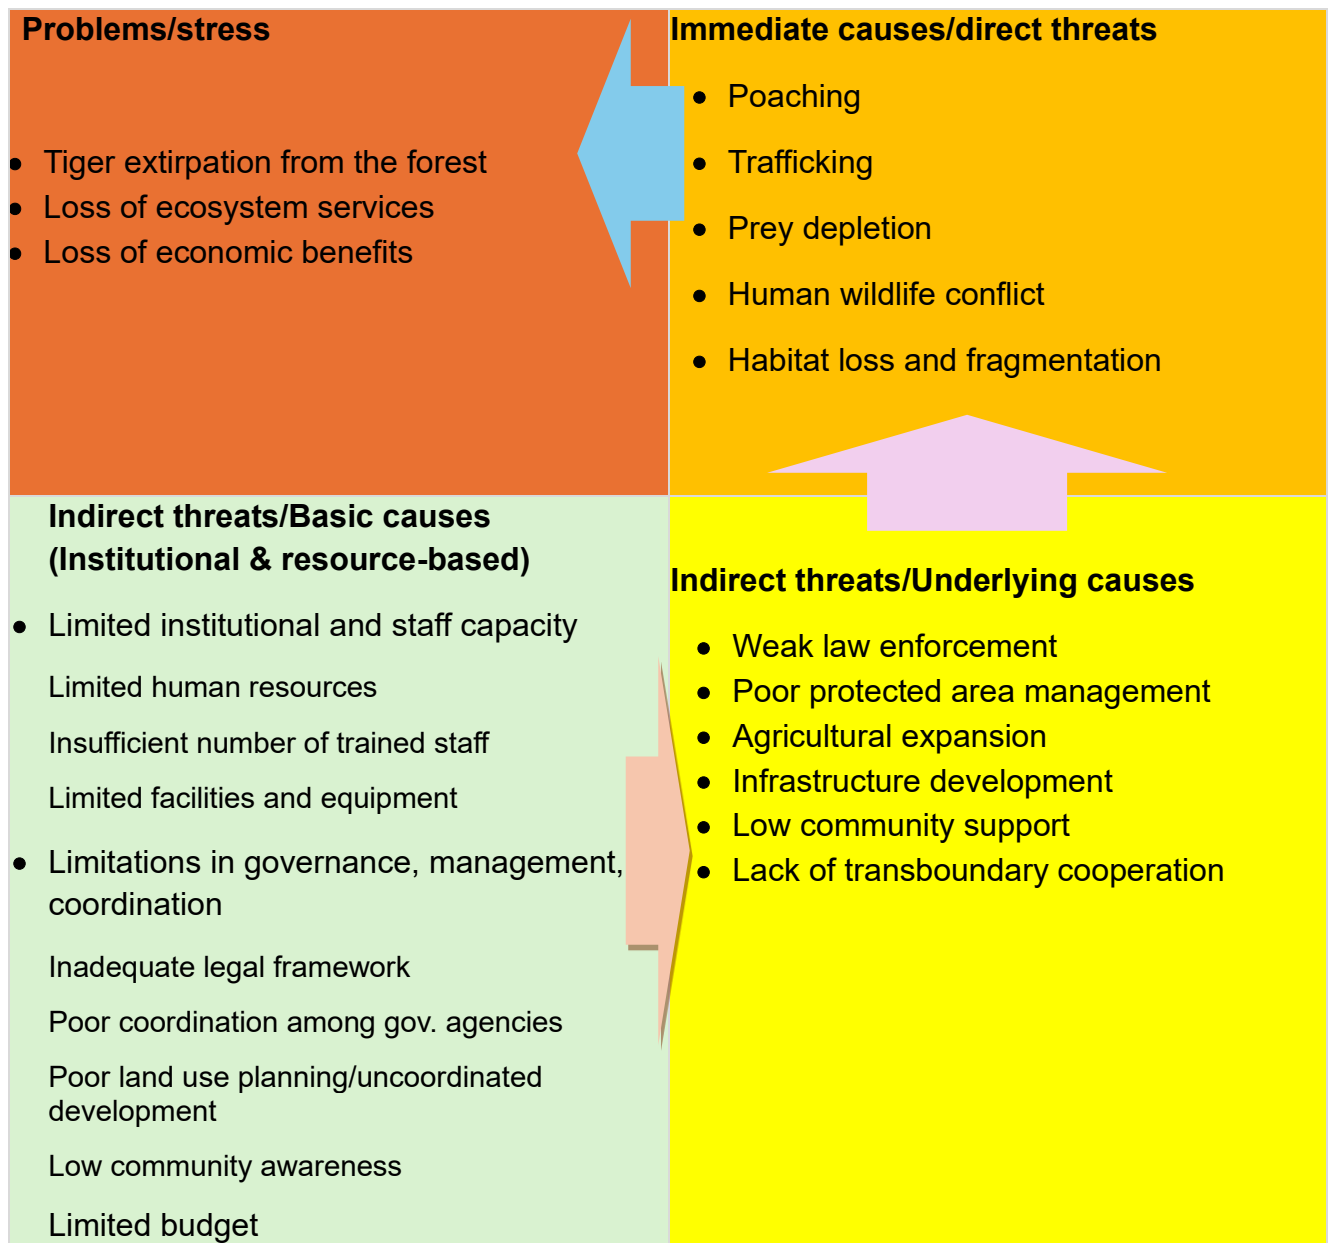 Problems/stress
• Tiger extirpation from the forest
• Loss of ecosystem services
• Loss of economic benefits
Immediate causes/direct threats
• Poaching
• Trafficking
• Prey depletion
• Human wildlife conflict
• Habitat loss and fragmentation
Indirect threats/Basic causes
(Institutional & resource-based)
• Limited institutional and staff capacity
Limited human resources
Insufficient number of trained staff
Limited facilities and equipment
• Limitations in governance, management,
coordination
Inadequate legal framework
Poor coordination among gov. agencies
Poor land use planning/uncoordinated
development
Low community awareness
Limited budget
Indirect threats/Underlying causes
• Weak law enforcement
• Poor protected area management
• Agricultural expansion
• Infrastructure development
• Low community support
• Lack of transboundary cooperation